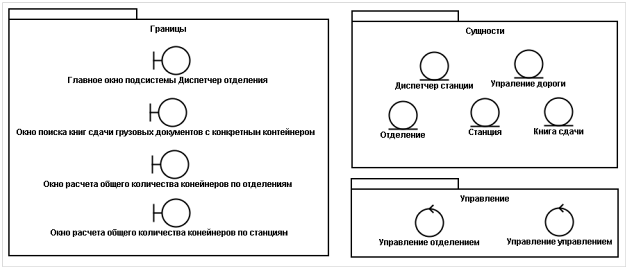 Границы
Главное окно подсистемы Диспетчер отделения
Окно поиска книг сдачи грузовых документов с конкретным контейнером
Окно расчета общего количества конейнеров по отделениям
Окно расчета общего количества конейнеров по станциям
Сущности
Диспетчер станции
Упраление дороги
Отделение
Станция
Книга сдачи
Управление
Управление отделением
Управление управлением